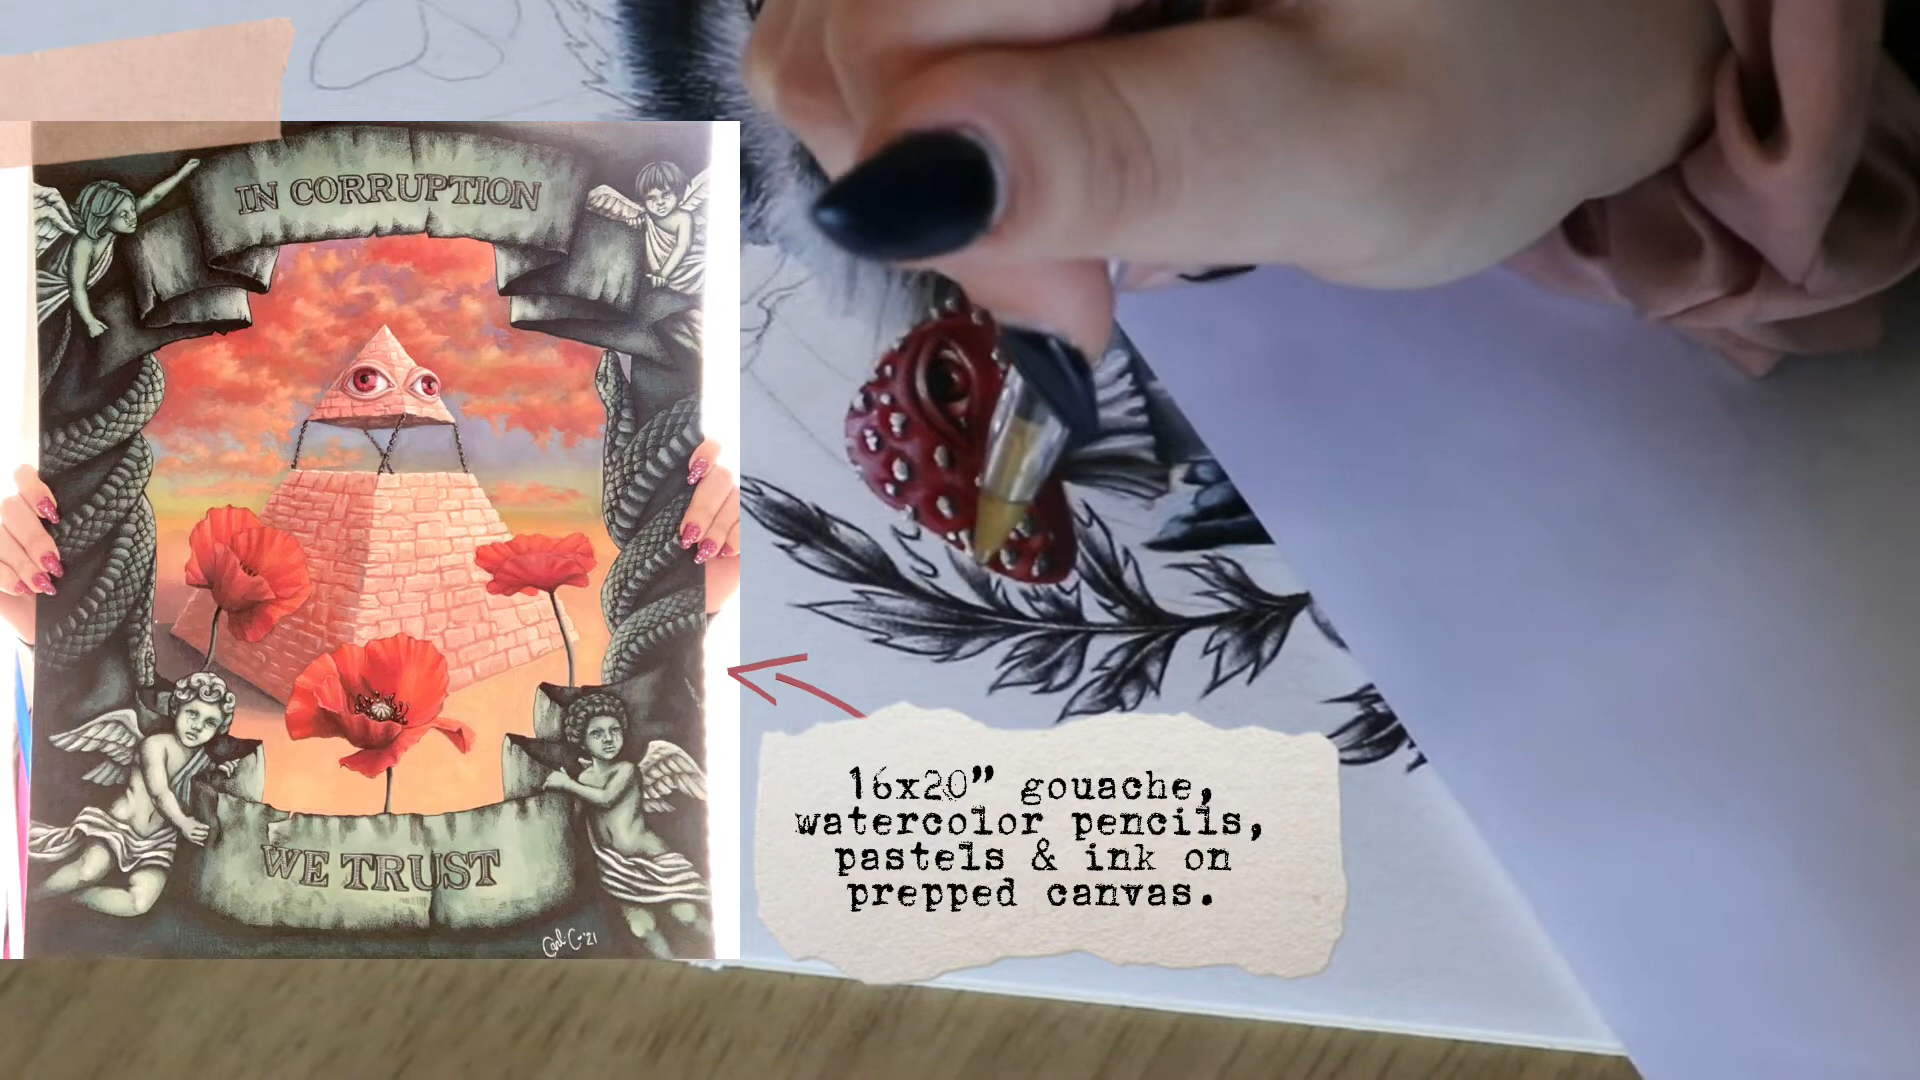 IN CORRUPTION
WE TRUST
16x20” gouache,
watercolor pencils,
pastels & ink on
prepped canvas.